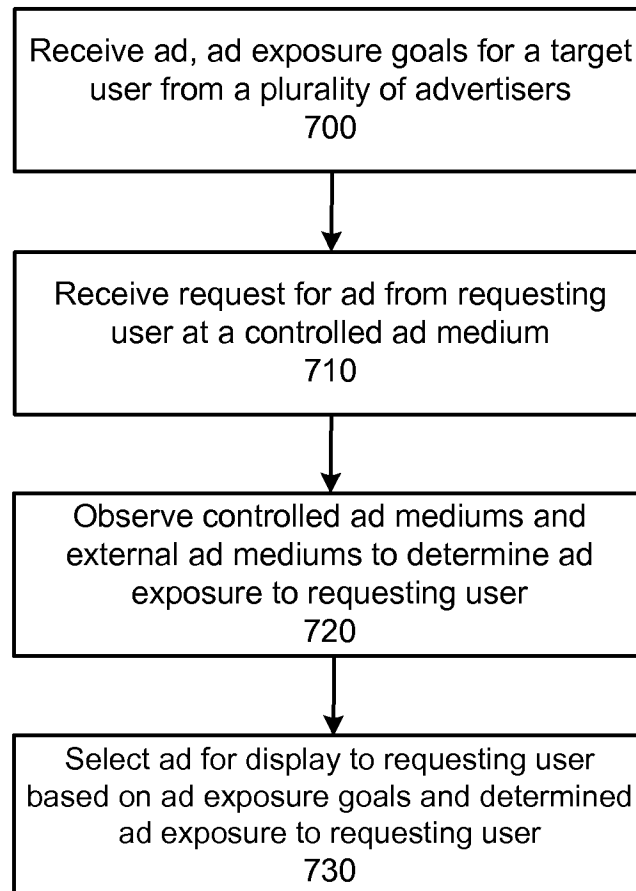 Receive ad, ad exposure goals for a target
user from a plurality of advertisers
700
Receive request for ad from requesting
user at a controlled ad medium
710
Observe controlled ad mediums and
external ad mediums to determine ad
exposure to requesting user
720
Select ad for display to requesting user
based on ad exposure goals and determined
ad exposure to requesting user
730